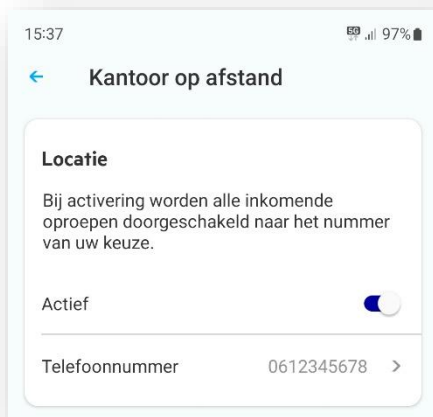 15:37
5G 97%
Kantoor op afstand
Locatie
Bij activering worden alle inkomende
oproepen doorgeschakeld naar het nummer
van uw keuze.
Actief
Telefoonnummer 0612345678